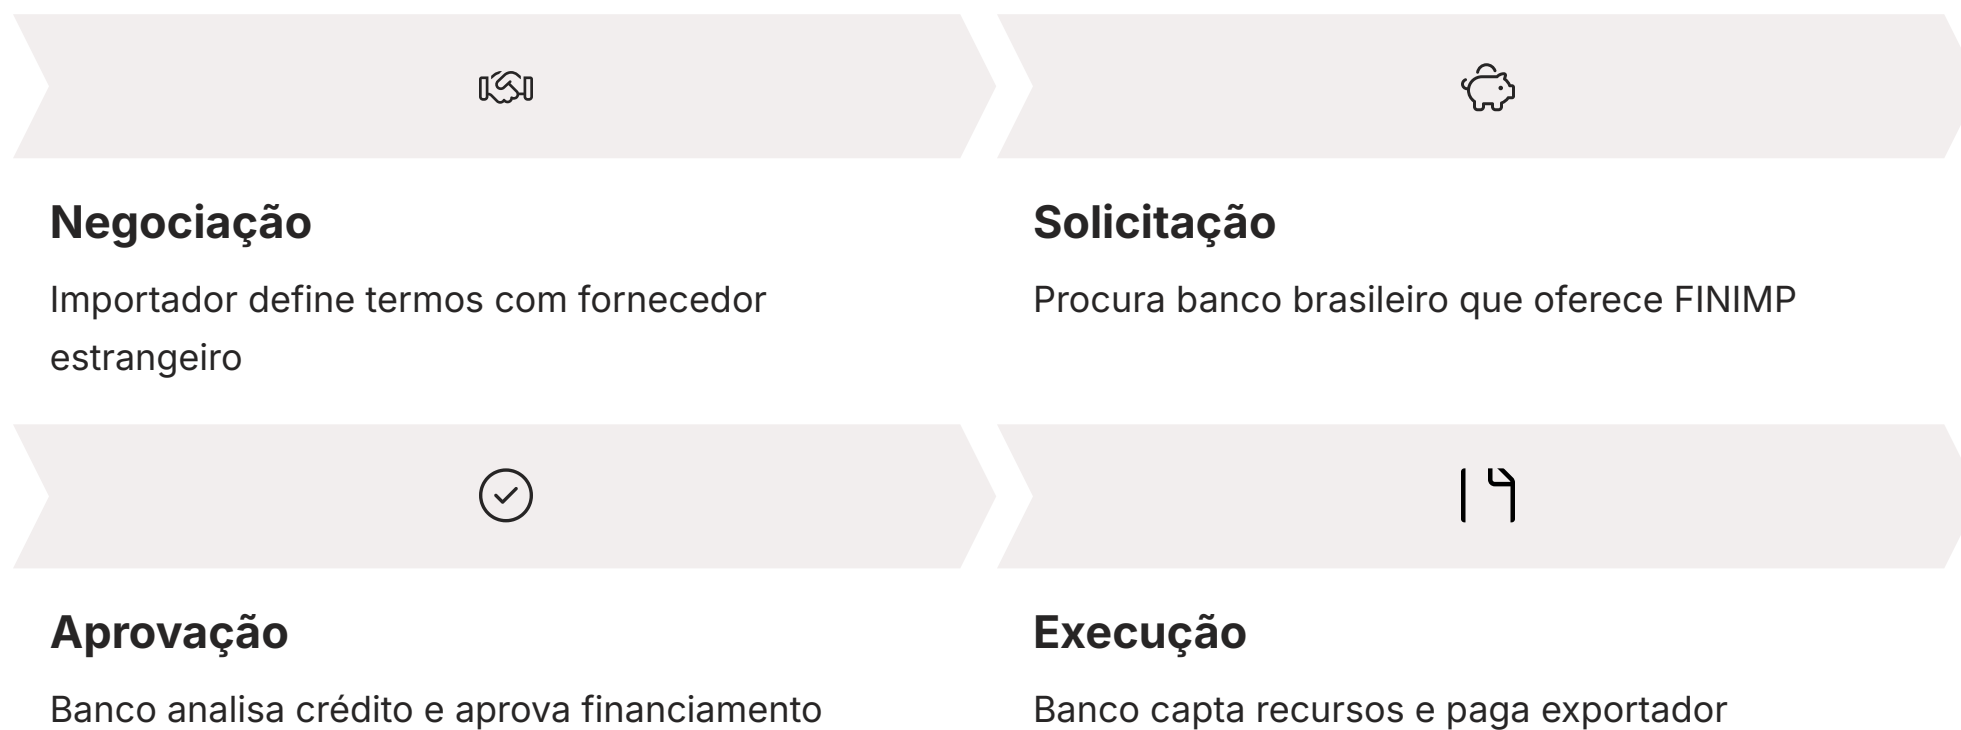 Negociação
Importador define termos com fornecedor
estrangeiro
Solicitação
Procura banco brasileiro que oferece FINIMP
Aprovação
Banco analisa crédito e aprova financiamento
Execução
Banco capta recursos e paga exportador